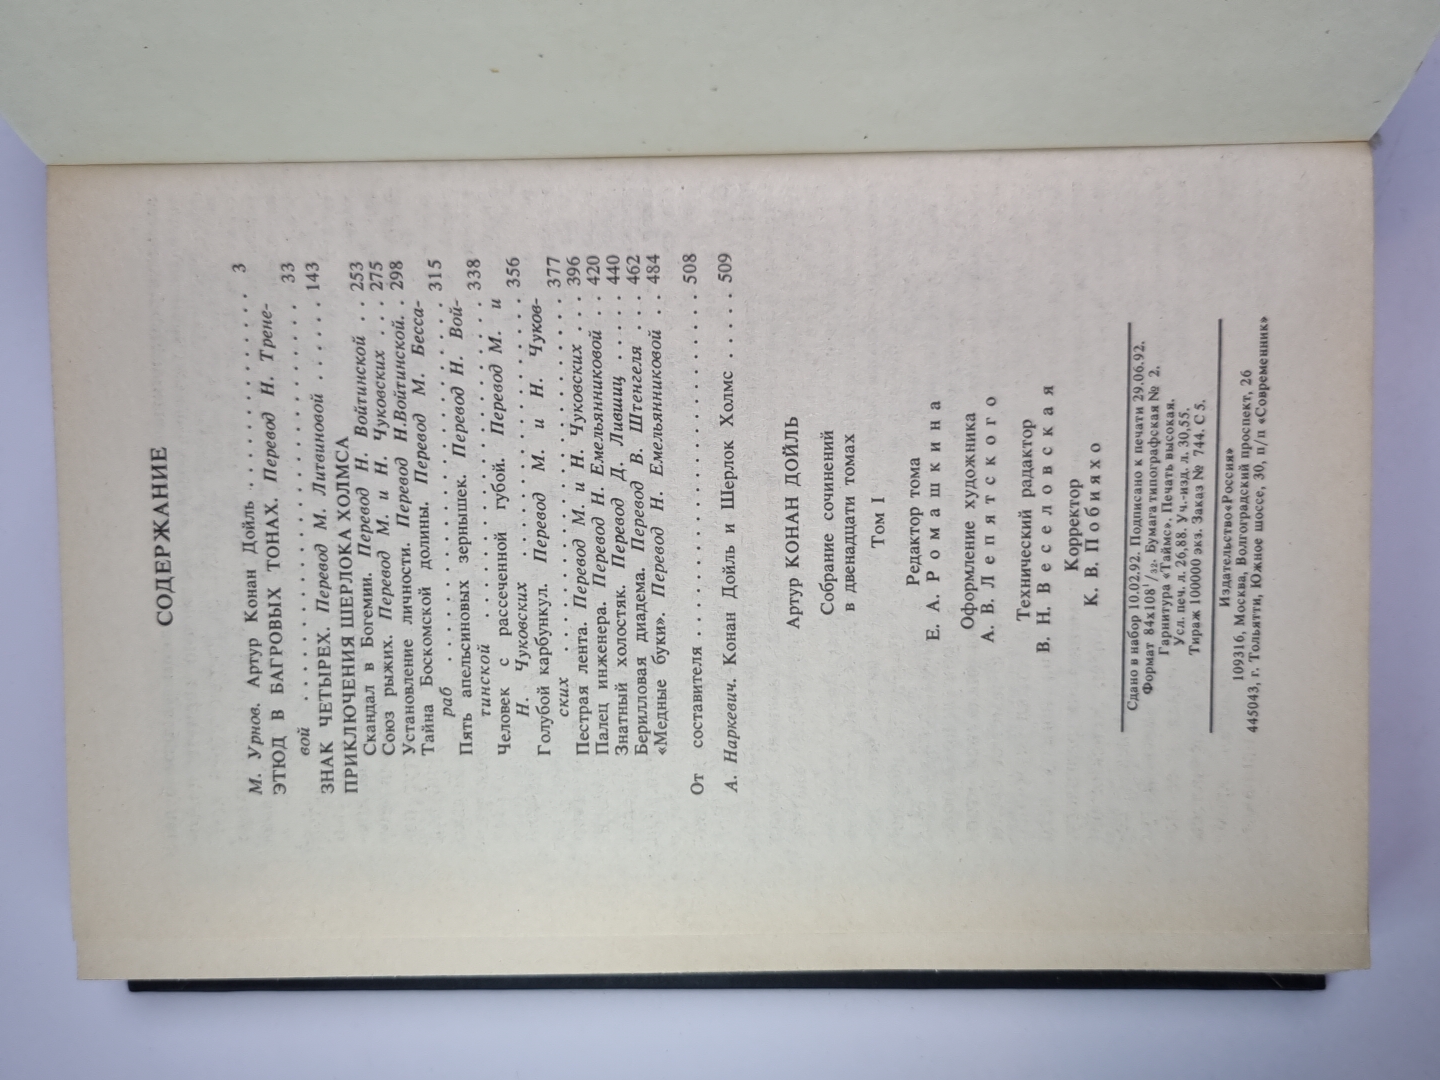 СОДЕРЖАНИЕ
М. Урнов. Артур Конан Дойль . . . . . . . . . . . . . . 3
ЭТЮД В БАГРОВЫХ ТОНАХ. Перевод Н. Трене-
вой . . . . . . . . . . . . . . . . . . . . . . 33
ЗНАК ЧЕТЫРЕХ. Перевод М. Литвиновой . . . . . . 143
ПРИКЛЮЧЕНИЯ ШЕРЛОКА ХОЛМСА
Скандал в Богемии. Перевод Н. Войтинской . . 253
Союз рыжих. Перевод М. и Н. Чуковских . . . 275
Установление личности. Перевод Н.Войтинской. . 298
Тайна Боскомской долины. Перевод М. Бесса-
раб . . . . . . . . . . . . . . . . . . . . 315
Пять апельсиновых зернышек. Перевод Н. Вой-
тинской . . . . . . . . . . . . . . . . . . 338
Человек с рассеченной губой. Перевод М. и
Н. Чуковских . . . . . . . . . . . . . . . 356
Голубой карбункул. Перевод М. и Н. Чуков-
ских . . . . . . . . . . . . . . . . . . . 377
Пестрая лента. Перевод М. и Н. Чуковских . . . 396
Палец инженера. Перевод Н. Емельянниковой . . 420
Знатный холостяк. Перевод Д. Лившиц . . . . . 440
Берилловая диадема. Перевод В. Штенгеля . . . 462
«Медные буки». Перевод Н. Емельянниковой . . 484
От составителя . . . . . . . . . . . . . . . . . . . . 508
А. Наркевич. Конан Дойль и Шерлок Холмс . . . . . 509
Артур КОНАН ДОЙЛЬ
Собрание сочинений
в двенадцати томах
Том I
Редактор тома
Е. А. Ромашкина
Оформление художника
А. В. Лепятского
Технический радактор
В. Н. Веселовская
Корректор
К. В. Побияхо
Сдано в набор 10.02.92. Подписано к печати 29.06.92.
Формат 84х108 1/32. Бумага типографская № 2.
Гарнитура «Таймс». Печать высокая.
Усл. печ. л. 26,88. Уч.-изд. л. 30,55.
Тираж 100000 экз. Заказ № 744. С 5.
Издательство«Россия»
109316, Москва, Волгоградский проспект, 26
445043, г. Тольятти, Южное шоссе, 30, п/п «Современник»